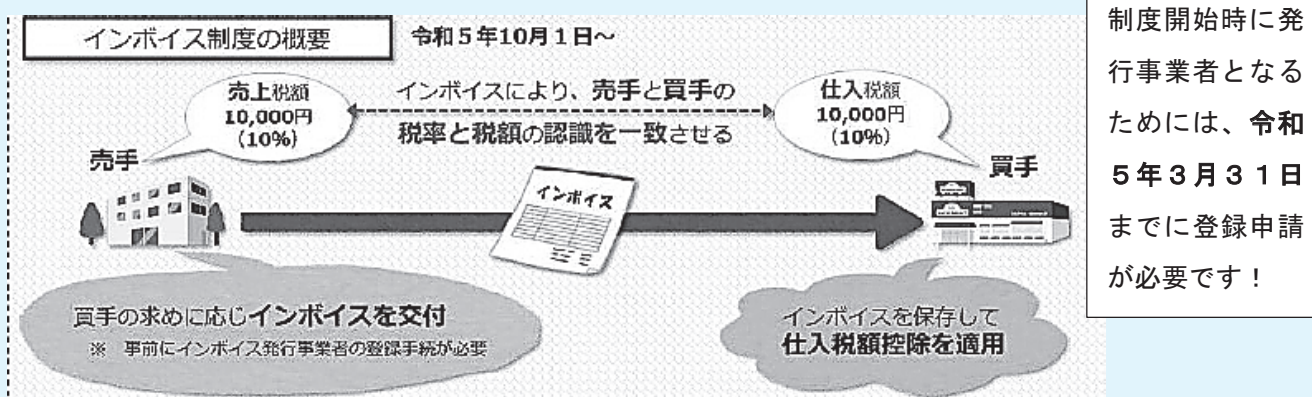 インボイス制度の概要
令和5年10月1日~
売上税額
10,000円
(10%)
インボイスにより、売手と買手の
税率と税額の認識を一致させる
仕入税額
10,000円
(10%)
売手
インボイス
買手
買手の求めに応じインボイスを交付
※ 事前にインボイス発行事業者の登録手続が必要
インボイスを保存して
仕入税額控除を適用
制度開始時に発
行事業者となる
ためには、令和
5年3月31日
までに登録申請
が必要です!